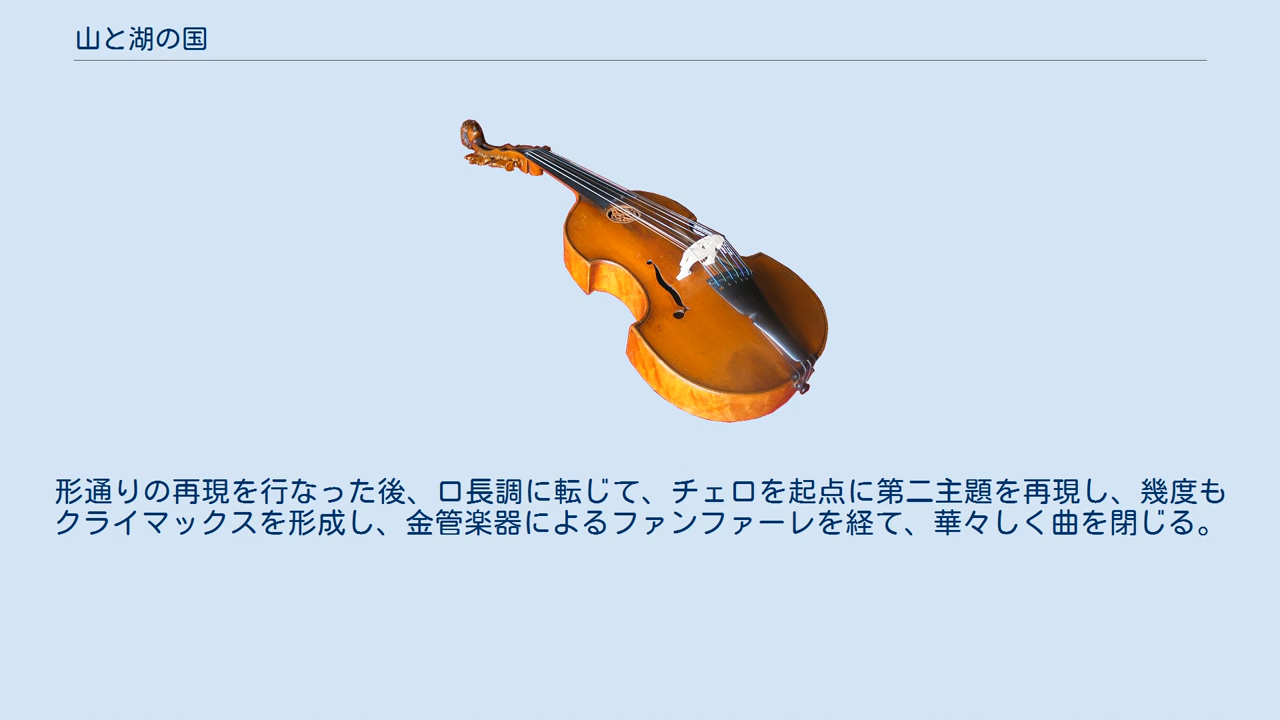 山と湖の国
形通りの再現を行なった後、ロ長調に転じて、チェロを起点に第二主題を再現し、幾度も
クライマックスを形成し、金管楽器によるファンファーレを経て、華々しく曲を閉じる。